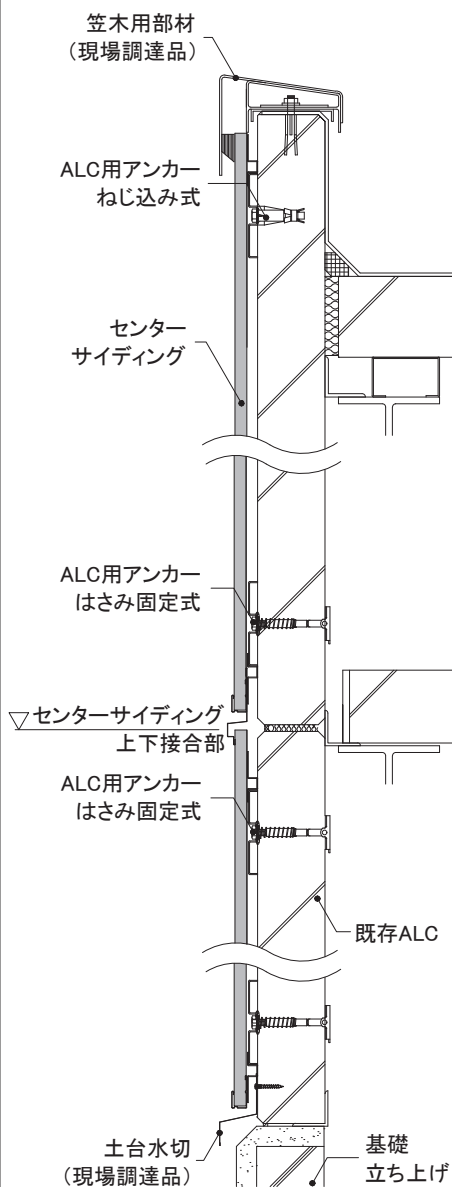 笠木用部材
（現場調達品）
ALC用アンカー
ねじ込み式
センター
サイディング
ALC用アンカー
はさみ固定式
センターサイディング
上下接合部
ALC用アンカー
はさみ固定式
既存ALC
土台水切
（現場調達品）
基礎
立ち上げ